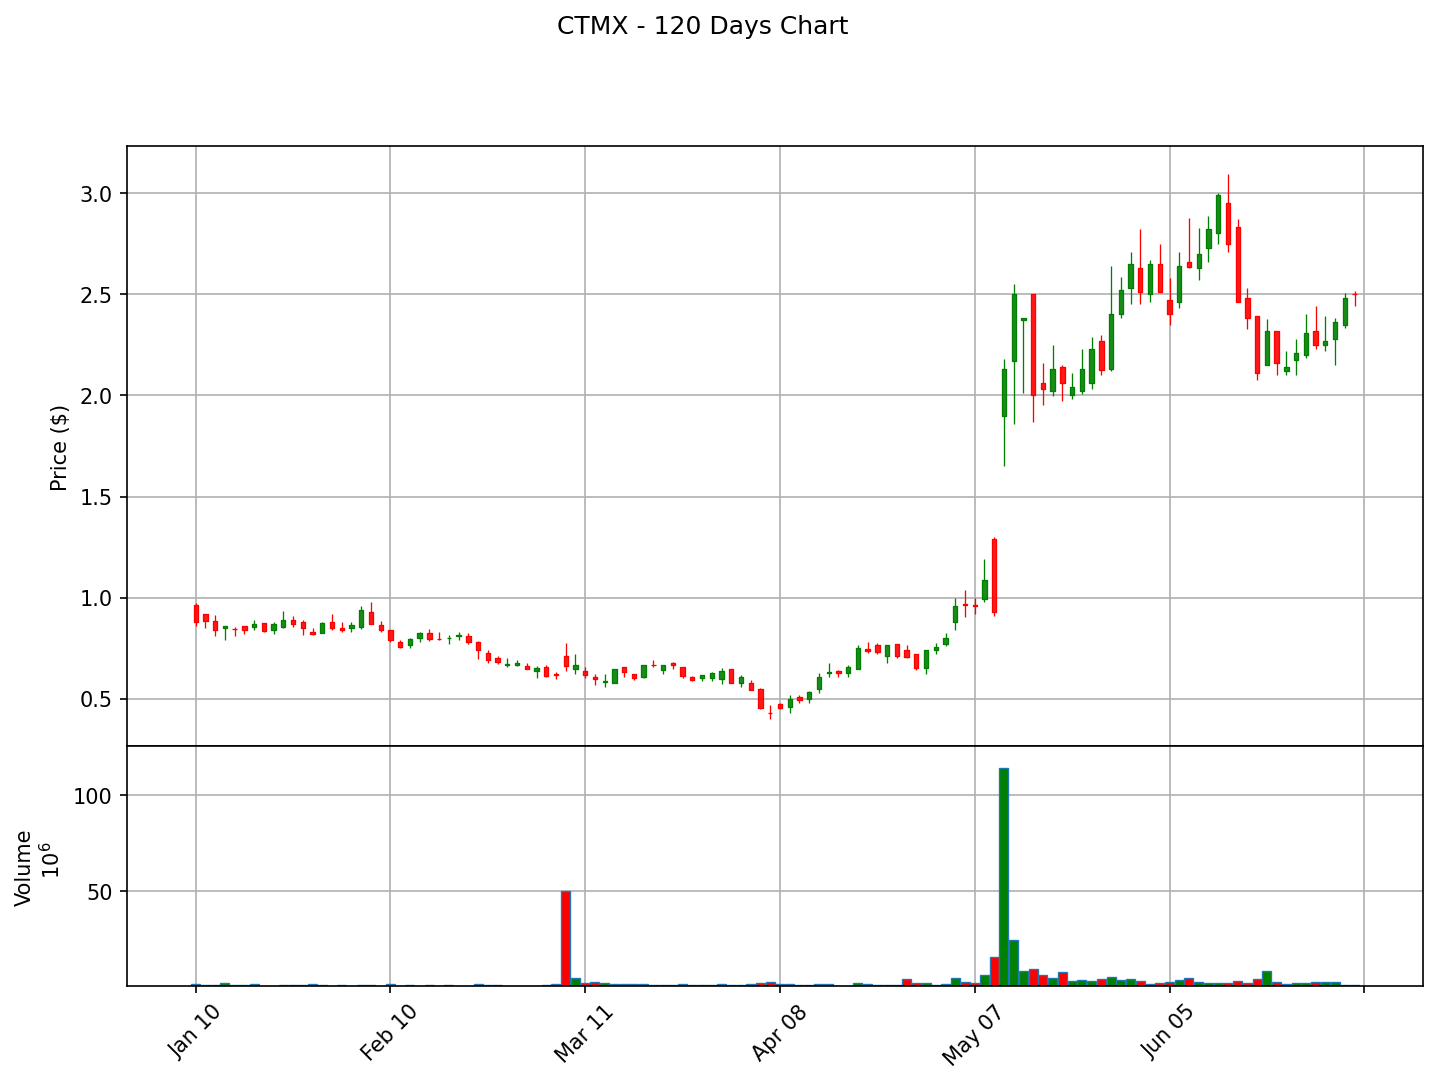 CTMX - 120 Days Chart
Price ($)
3.0
2.5
2.0
1.5
1.0
0.5
Volume
10⁶
100
50
Jan 10
Feb 10
Mar 11
Apr 08
May 07
Jun 05